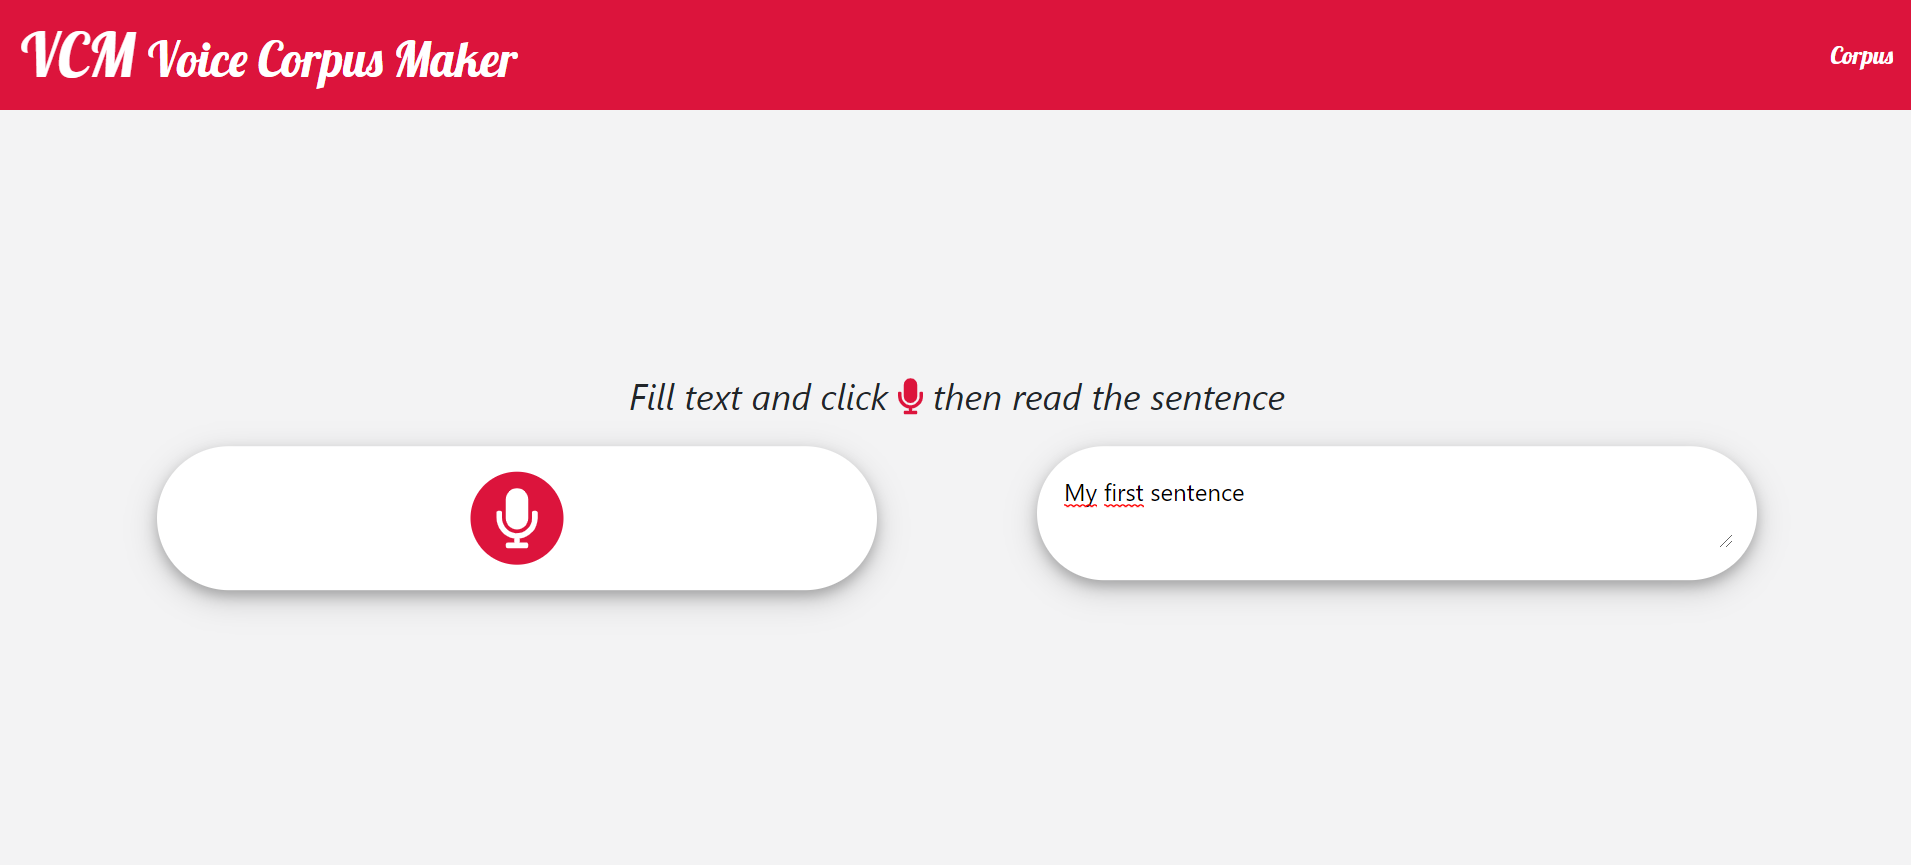 VCM Voice Corpus Maker
Corpus
Fill text and click then read the sentence
My first sentence